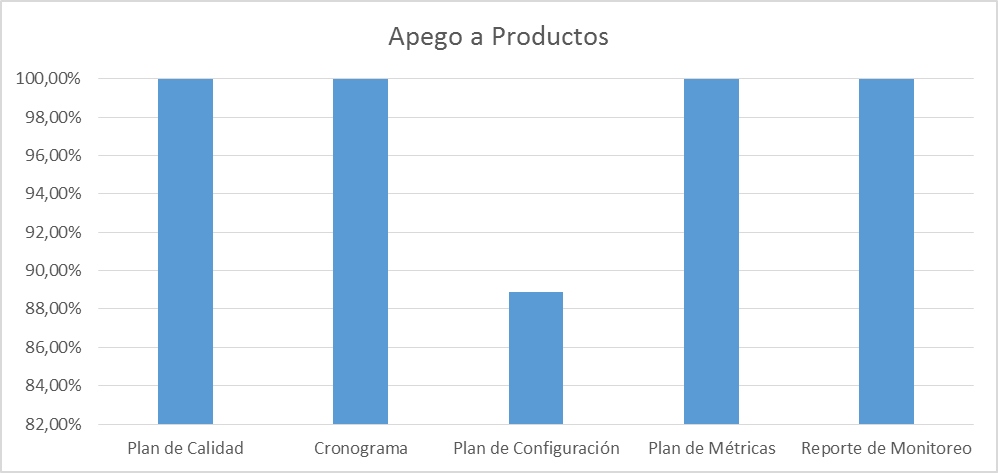 Apego a Productos
100,00%
98,00%
96,00%
94,00%
92,00%
90,00%
88,00%
86,00%
84,00%
82,00%
Plan de Calidad
Cronograma
Plan de Configuración
Plan de Métricas
Reporte de Monitoreo